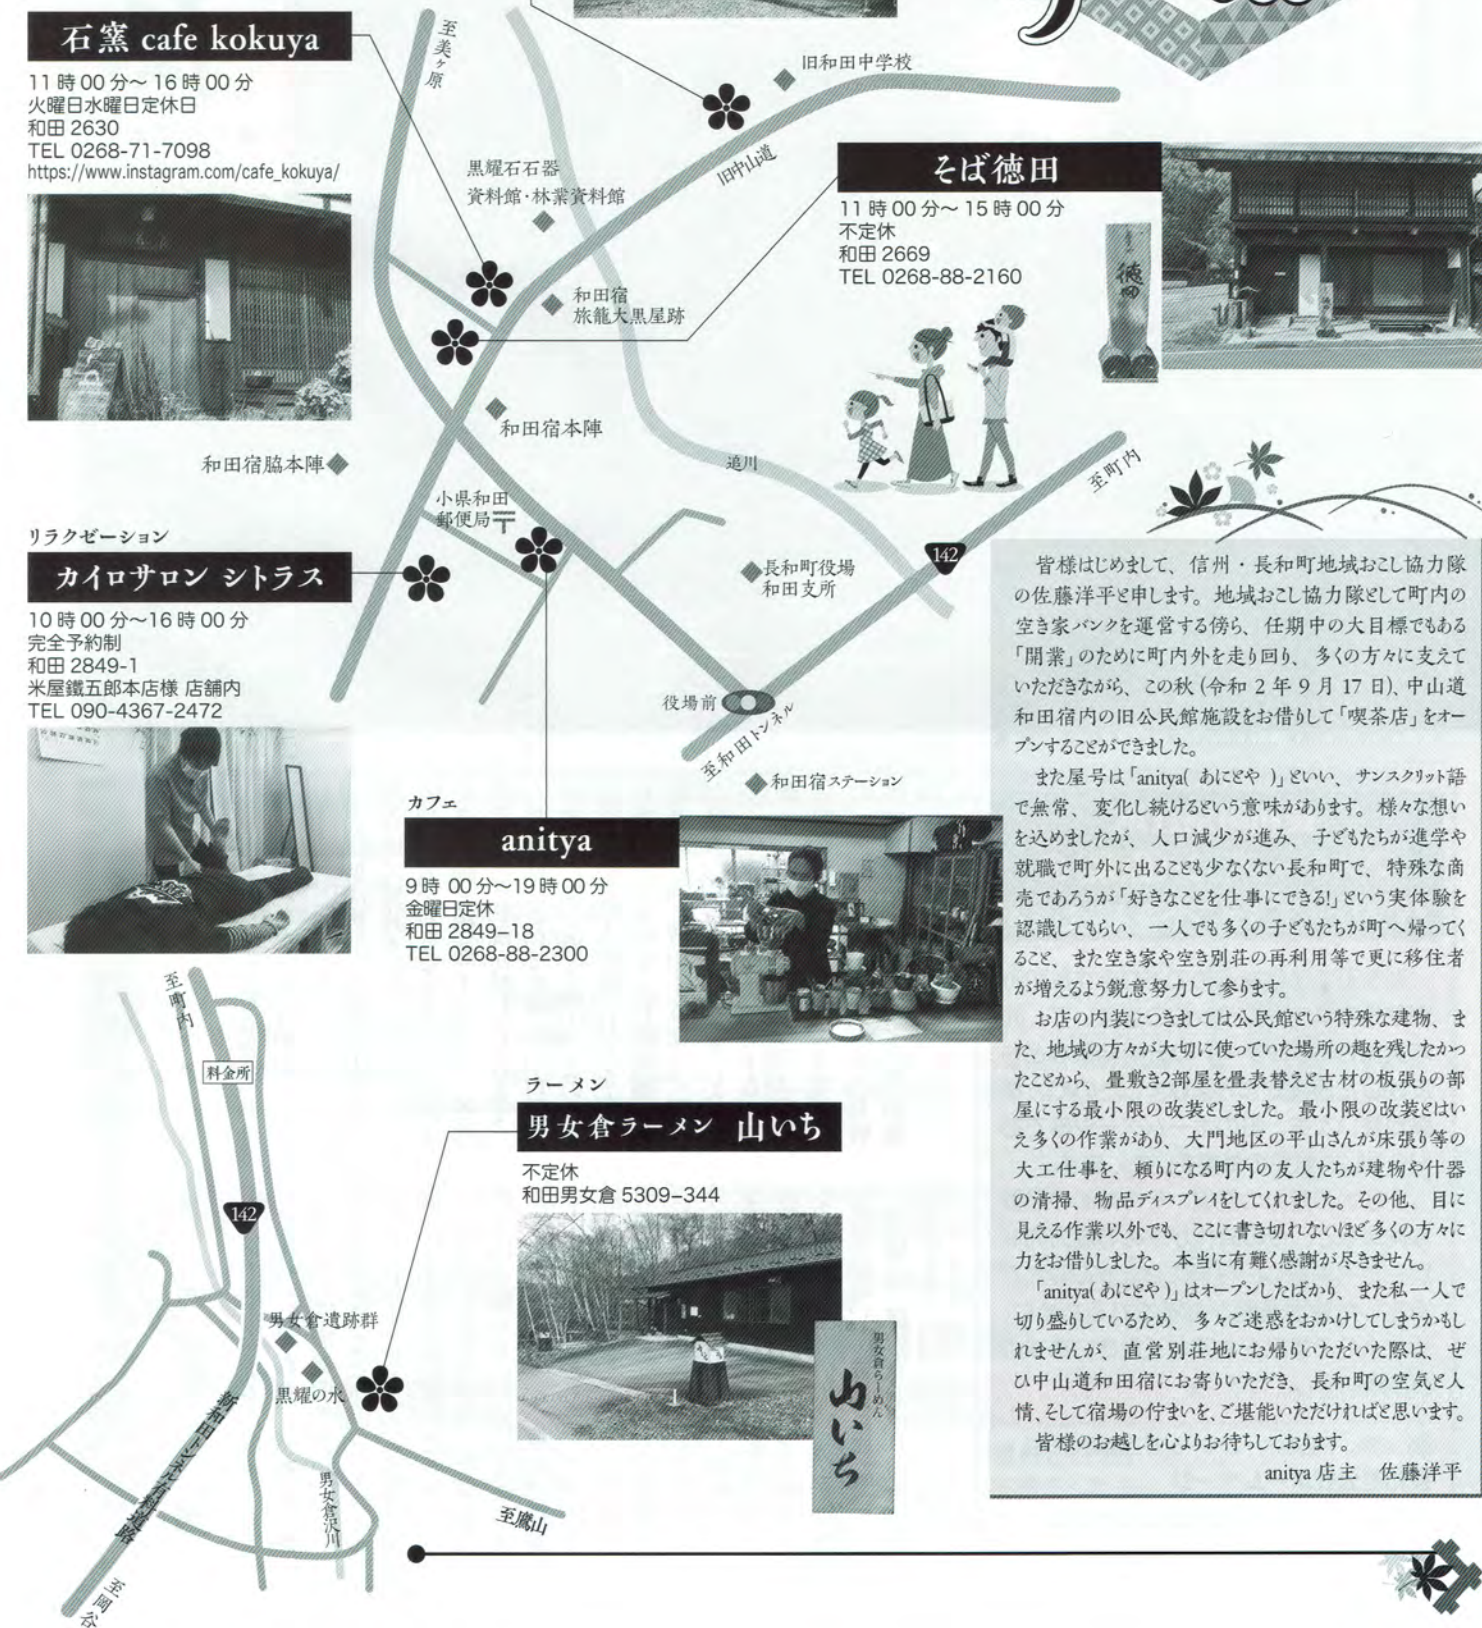 石窯 cafe kokuya
11時00分～16時00分
火曜日水曜日定休日
和田 2630
TEL 0268-71-7098
https://www.instagram.com/cafe_kokuya/
至美ヶ原
旧和田中学校
旧中山道
黒耀石石器
資料館・林業資料館
和田宿
旅籠大黒屋跡
そば徳田
11時00分～15時00分
不定休
和田 2669
TEL 0268-88-2160
徳田
和田宿本陣
和田宿脇本陣
追川
至町内
小県和田
郵便局〒
142
長和町役場
和田支所
役場前
至和田トンネル
和田宿ステーション
リラクゼーション
カイロサロン シトラス
10時00分～16時00分
完全予約制
和田 2849-1
米屋鐵五郎本店様 店舗内
TEL 090-4367-2472
カフェ
anitya
9時 00分～19時00分
金曜日定休
和田 2849–18
TEL 0268-88-2300
至町内
料金所
142
男女倉遺跡群
黒耀の水
新和田トンネル有料道路
男女倉沢川
至鷹山
至岡谷
ラーメン
男女倉ラーメン 山いち
不定休
和田男女倉 5309–344
男女倉らーめん
山いち
皆様はじめまして、信州・長和町地域おこし協力隊
の佐藤洋平と申します。地域おこし協力隊として町内の
空き家バンクを運営する傍ら、任期中の大目標でもある
「開業」のために町内外を走り回り、多くの方々に支えて
いただきながら、この秋(令和 2 年 9 月 17 日)、中山道
和田宿内の旧公民館施設をお借りして「喫茶店」をオー
プンすることができました。
また屋号は「anitya( あにとや )」といい、サンスクリット語
で無常、変化し続けるという意味があります。様々な想い
を込めましたが、人口減少が進み、子どもたちが進学や
就職で町外に出ることも少なくない長和町で、特殊な商
売であろうが「好きなことを仕事にできる!」という実体験を
認識してもらい、一人でも多くの子どもたちが町へ帰ってく
ること、また空き家や空き別荘の再利用等で更に移住者
が増えるよう鋭意努力して参ります。
お店の内装につきましては公民館という特殊な建物、ま
た、地域の方々が大切に使っていた場所の趣を残したかっ
たことから、畳敷き2部屋を畳表替えと古材の板張りの部
屋にする最小限の改装としました。最小限の改装とはい
え多くの作業があり、大門地区の平山さんが床張り等の
大工仕事を、頼りになる町内の友人たちが建物や什器
の清掃、物品ディスプレイをしてくれました。その他、目に
見える作業以外でも、ここに書き切れないほど多くの方々に
力をお借りしました。本当に有難く感謝が尽きません。
「anitya( あにとや )」はオープンしたばかり、また私一人で
切り盛りしているため、多々ご迷惑をおかけしてしまうかもし
れませんが、直営別荘地にお帰りいただいた際は、ぜ
ひ中山道和田宿にお寄りいただき、長和町の空気と人
情、そして宿場の佇まいを、ご堪能いただければと思います。
皆様のお越しを心よりお待ちしております。
anitya 店主　佐藤洋平